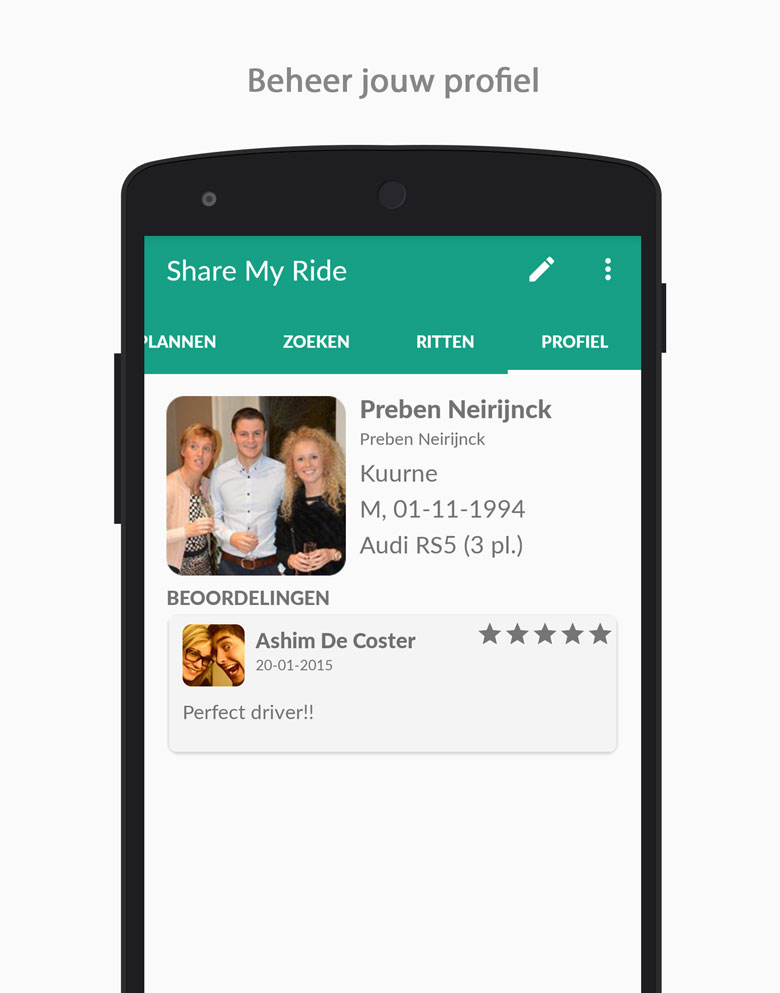 Beheer jouw profiel
Share My Ride
PLANNEN ZOEKEN RITTEN PROFIEL
Preben Neirijnck
Preben Neirijnck
Kuurne
M, 01-11-1994
Audi RS5 (3 pl.)
BEOORDELINGEN
Ashim De Coster
20-01-2015
Perfect driver!!